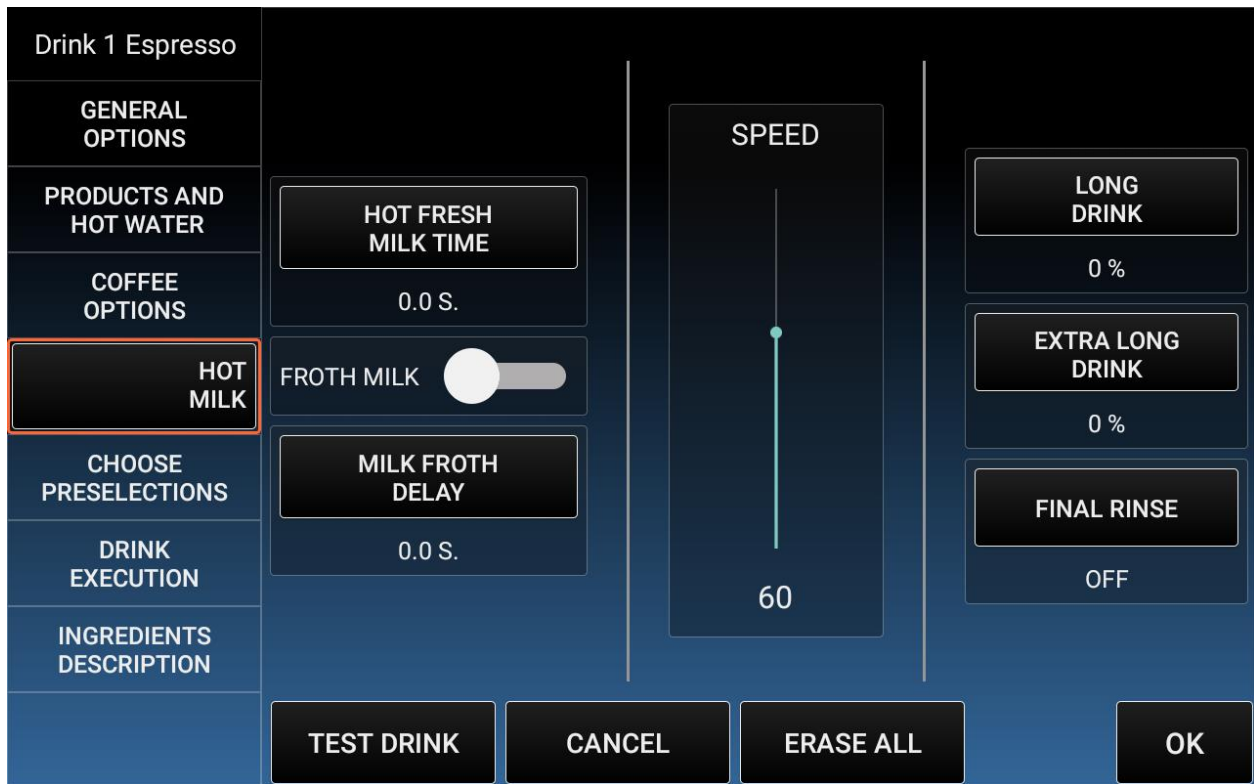 Drink 1 Espresso
GENERAL
OPTIONS
PRODUCTS AND
HOT WATER
COFFEE
OPTIONS
HOT
MILK
CHOOSE
PRESELECTIONS
DRINK
EXECUTION
INGREDIENTS
DESCRIPTION
HOT FRESH
MILK TIME
0.0 S.
FROTH MILK
MILK FROTH
DELAY
0.0 S.
SPEED
60
LONG
DRINK
0 %
EXTRA LONG
DRINK
0 %
FINAL RINSE
OFF
TEST DRINK
CANCEL
ERASE ALL
OK